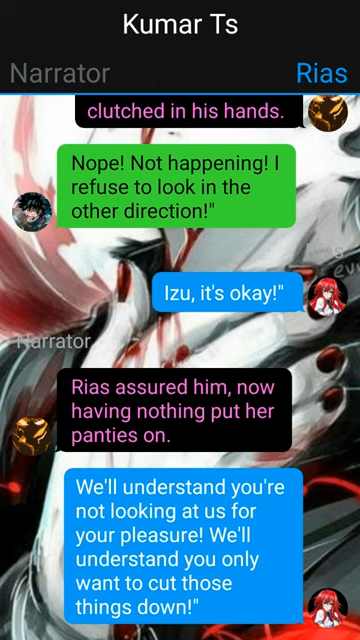 Kumar Ts
Narrator
Rias
clutched in his hands.
Nope! Not happening! I
refuse to look in the
other direction!"
Izu, it's okay!"
Narrator
Rias assured him, now
having nothing put her
panties on.
We'll understand you're
not looking at us for
your pleasure! We'll
understand you only
want to cut those
things down!"